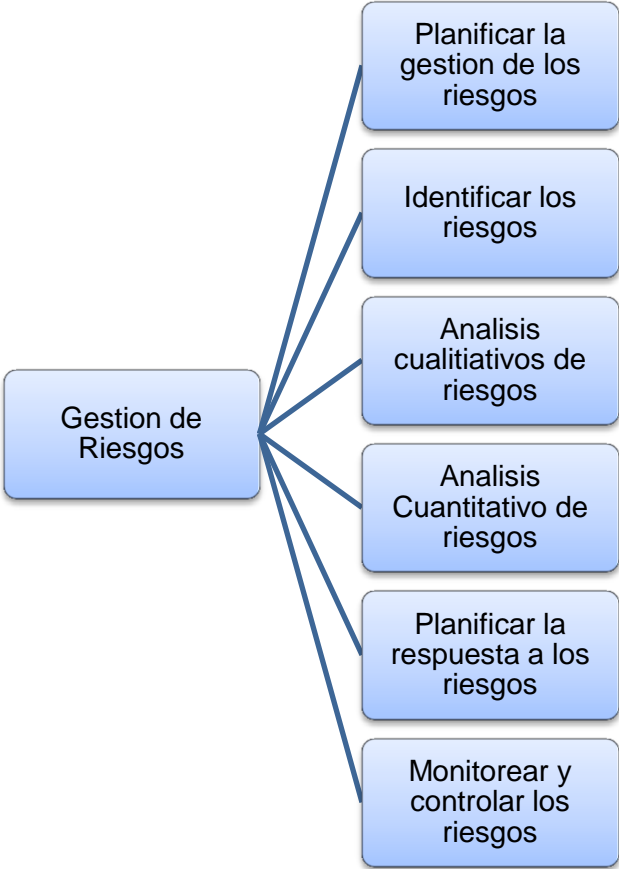 Gestion de
Riesgos
Planificar la
gestion de los
riesgos
Identificar los
riesgos
Analisis
cualitiativos de
riesgos
Analisis
Cuantitativo de
riesgos
Planificar la
respuesta a los
riesgos
Monitorear y
controlar los
riesgos